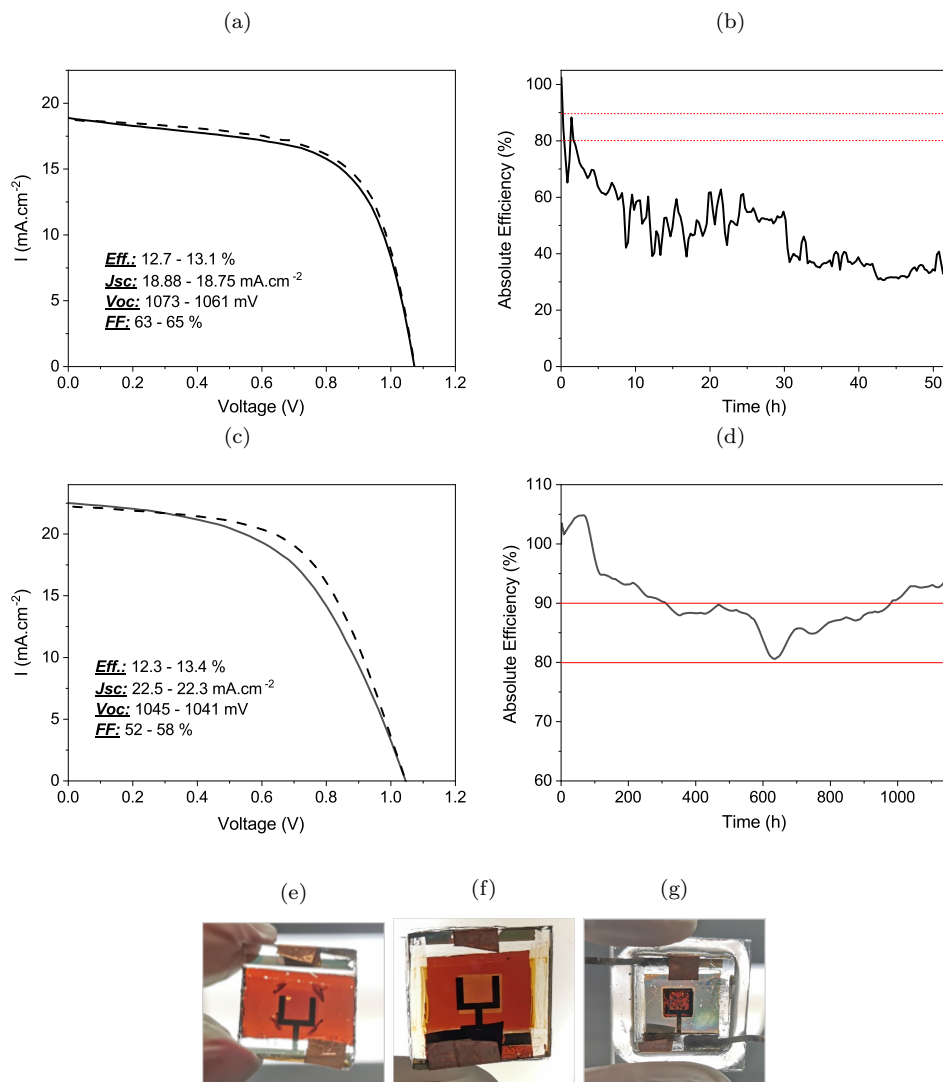 (a)
(b)
20
15
10
5
0
I (mA.cm-2)
Eff.: 12.7 - 13.1 %
Jsc: 18.88 - 18.75 mA.cm-2
Voc: 1073 - 1061 mV
FF: 63 - 65 %
0.0 0.2 0.4 0.6 0.8 1.0 1.2
Voltage (V)
100
80
60
40
20
0
Absolute Efficiency (%)
0 10 20 30 40 50
Time (h)
(c)
(d)
20
15
10
5
0
I (mA.cm-2)
Eff.: 12.3 - 13.4 %
Jsc: 22.5 - 22.3 mA.cm-2
Voc: 1045 - 1041 mV
FF: 52 - 58 %
0.0 0.2 0.4 0.6 0.8 1.0 1.2
Voltage (V)
110
100
90
80
70
60
Absolute Efficiency (%)
0 200 400 600 800 1000
Time (h)
(e)
(f)
(g)